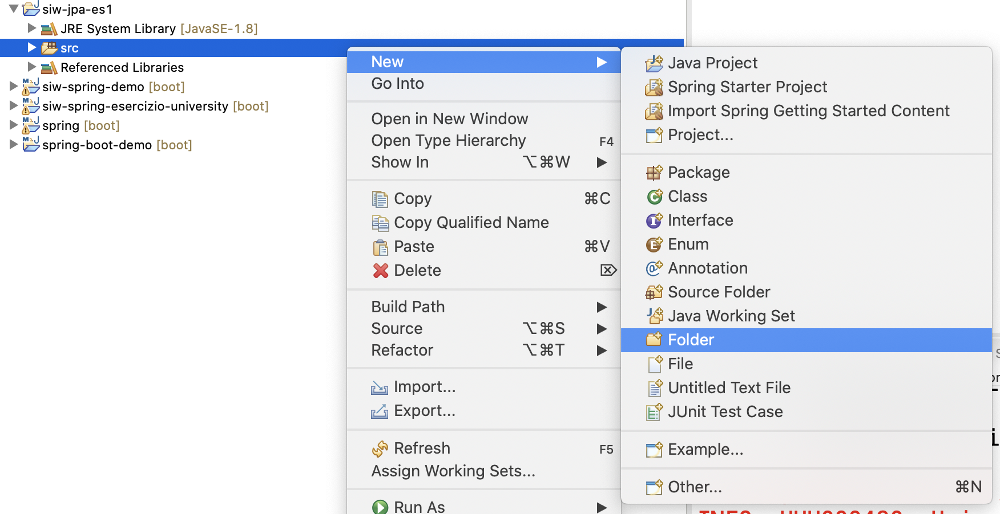 siw-jpa-es1
JRE System Library [JavaSE-1.8]
src
Referenced Libraries
siw-spring-demo [boot]
siw-spring-esercizio-university [boot]
spring [boot]
spring-boot-demo [boot]
New
Go Into
Open in New Window
Open Type Hierarchy F4
Show In ⌥⌘W
Copy ⌘C
Copy Qualified Name
Paste ⌘V
Delete ⌦
Build Path
Source ⌥⌘S
Refactor ⌥⌘T
Import...
Export...
Refresh F5
Assign Working Sets...
Run As
Java Project
Spring Starter Project
Import Spring Getting Started Content
Project...
Package
Class
Interface
Enum
Annotation
Source Folder
Java Working Set
Folder
File
Untitled Text File
JUnit Test Case
Example...
Other... ⌘N